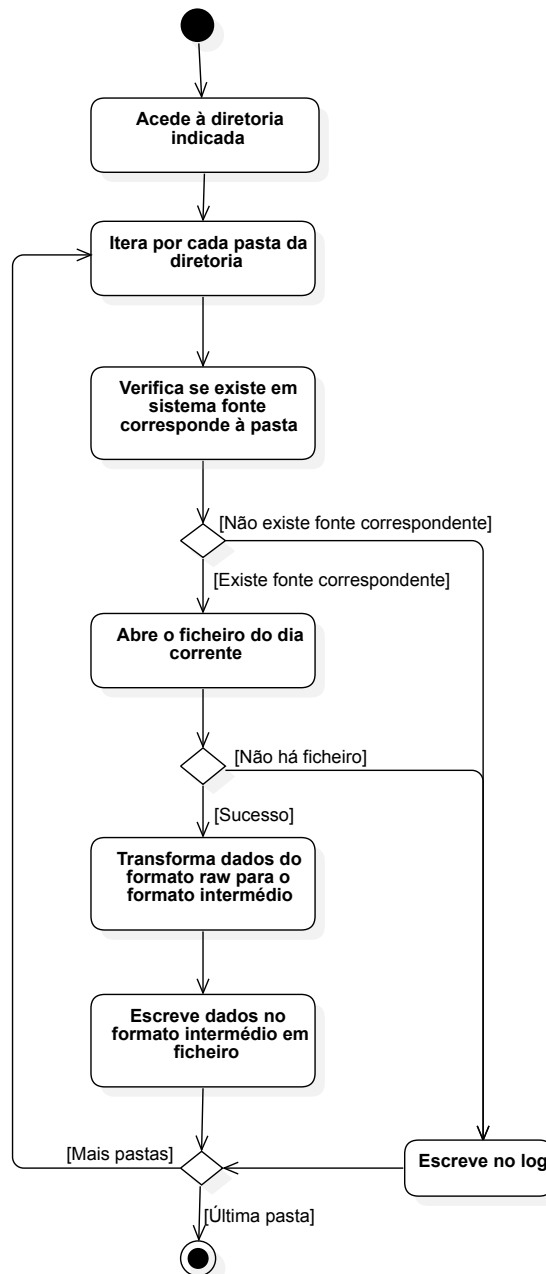 Acede à diretoria
indicada
Itera por cada pasta da
diretoria
Verifica se existe em
sistema fonte
corresponde à pasta
[Não existe fonte correspondente]
[Existe fonte correspondente]
Abre o ficheiro do dia
corrente
[Não há ficheiro]
[Sucesso]
Transforma dados do
formato raw para o
formato intermédio
Escreve dados no
formato intermédio em
ficheiro
[Mais pastas]
Escreve no log
[Última pasta]